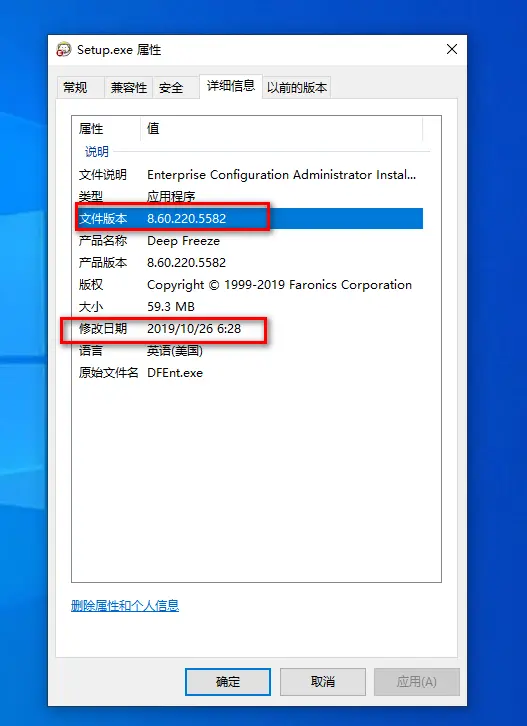 Setup.exe 属性
常规 兼容性 安全 详细信息 以前的版本
属性 值
说明
文件说明 Enterprise Configuration Administrator Instal...
类型 应用程序
文件版本 8.60.220.5582
产品名称 Deep Freeze
产品版本 8.60.220.5582
版权 Copyright © 1999-2019 Faronics Corporation
大小 59.3 MB
修改日期 2019/10/26 6:28
语言 英语(美国)
原始文件名 DFEnt.exe
删除属性和个人信息
确定 取消 应用(A)